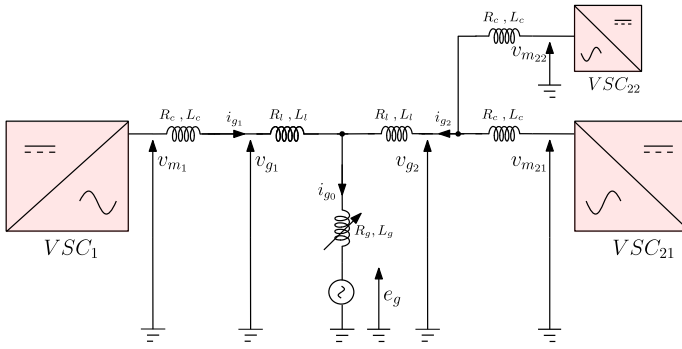 R_c , L_c
v_{m_{22}}
VSC_{22}
R_c , L_c
i_{g_1}
R_l , L_l
R_l , L_l
i_{g_2}
R_c , L_c
v_{m_1}
v_{g_1}
v_{g_2}
v_{m_{21}}
i_{g_0}
R_g , L_g
VSC_1
VSC_{21}
e_g